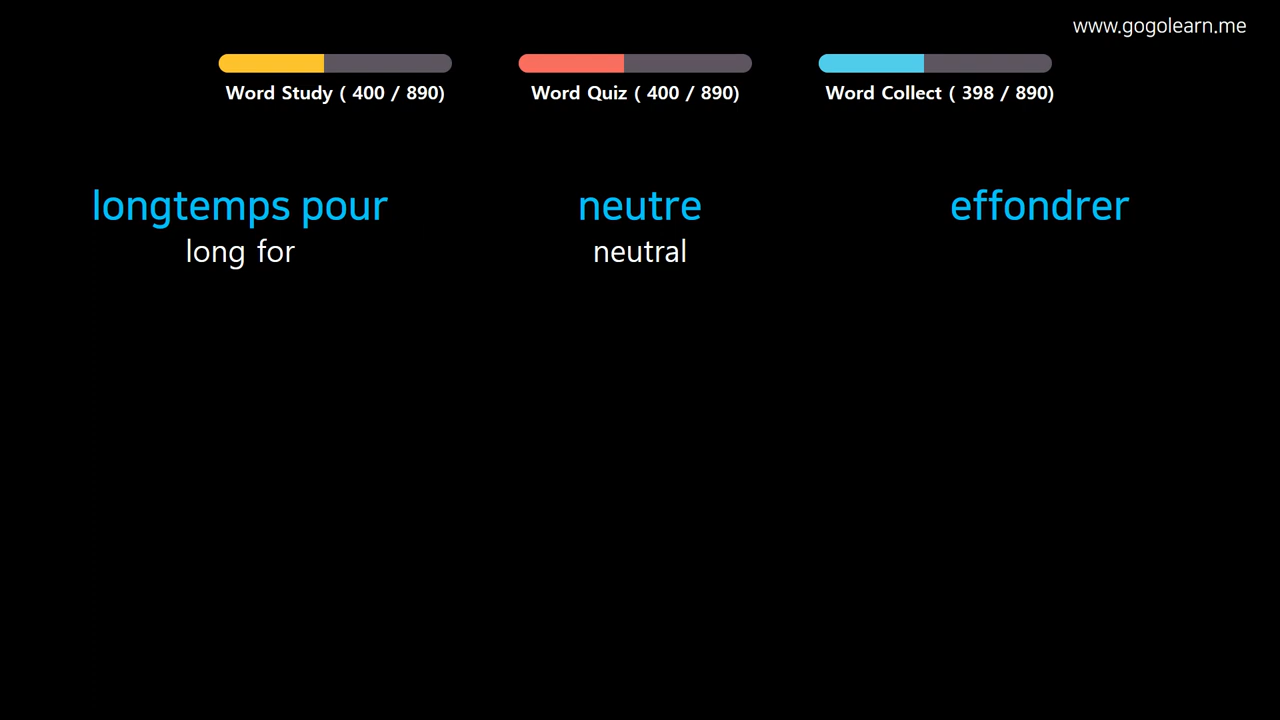 www.gogolearn.me
Word Study ( 400 / 890)
Word Quiz ( 400 / 890)
Word Collect ( 398 / 890)
longtemps pour
long for
neutre
neutral
effondrer